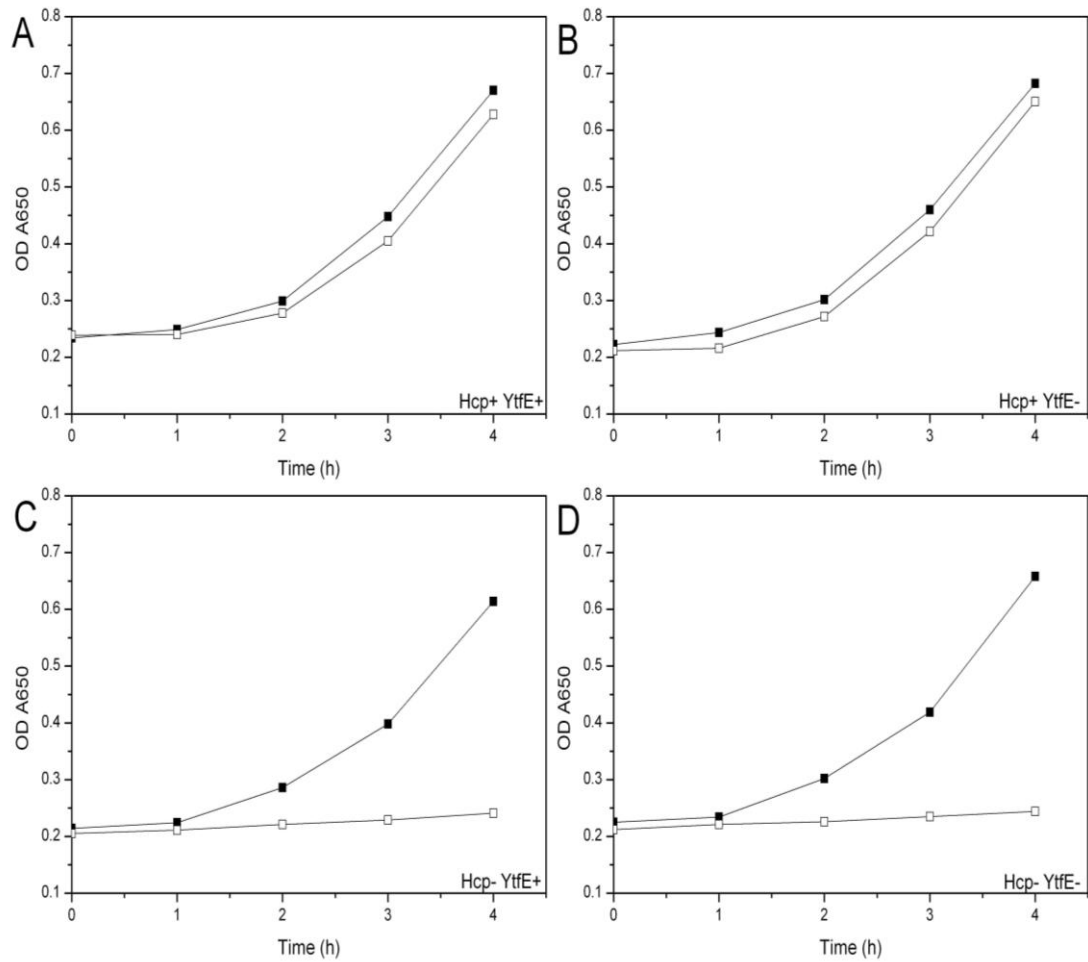 A
0.8
0.7
0.6
0.5
0.4
0.3
0.2
0.1
OD A650
0 1 2 3 4
Time (h)
Hcp+ YtfE+
B
0.8
0.7
0.6
0.5
0.4
0.3
0.2
0.1
OD A650
0 1 2 3 4
Time (h)
Hcp+ YtfE-
C
0.8
0.7
0.6
0.5
0.4
0.3
0.2
0.1
OD A650
0 1 2 3 4
Time (h)
Hcp- YtfE+
D
0.8
0.7
0.6
0.5
0.4
0.3
0.2
0.1
OD A650
0 1 2 3 4
Time (h)
Hcp- YtfE-